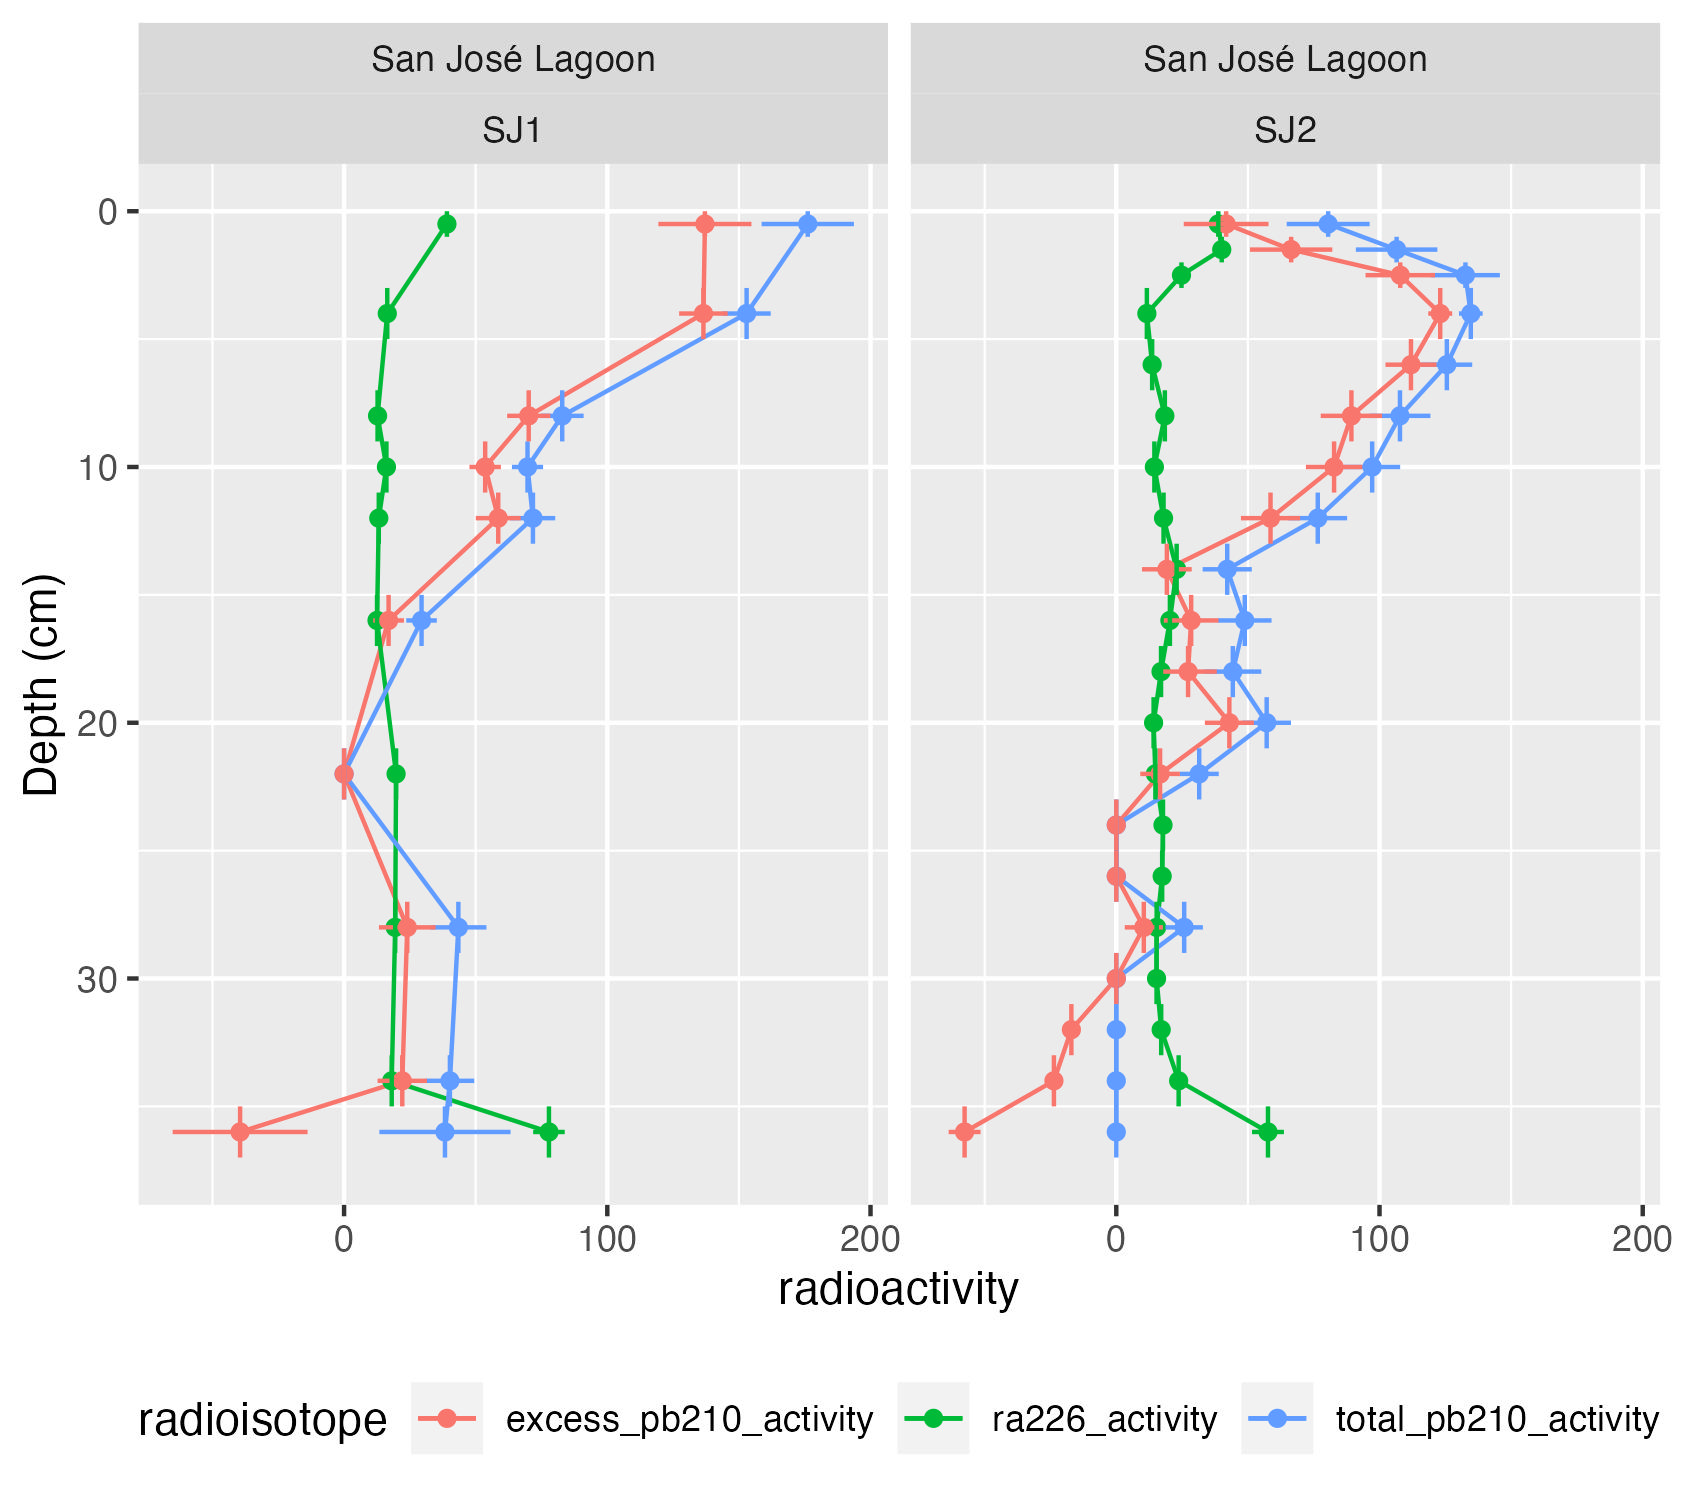 San José Lagoon San José Lagoon
SJ1 SJ2
0
10
20
30
Depth (cm)
0 100 200 0 100 200
radioactivity
radioisotope excess_pb210_activity ra226_activity total_pb210_activity